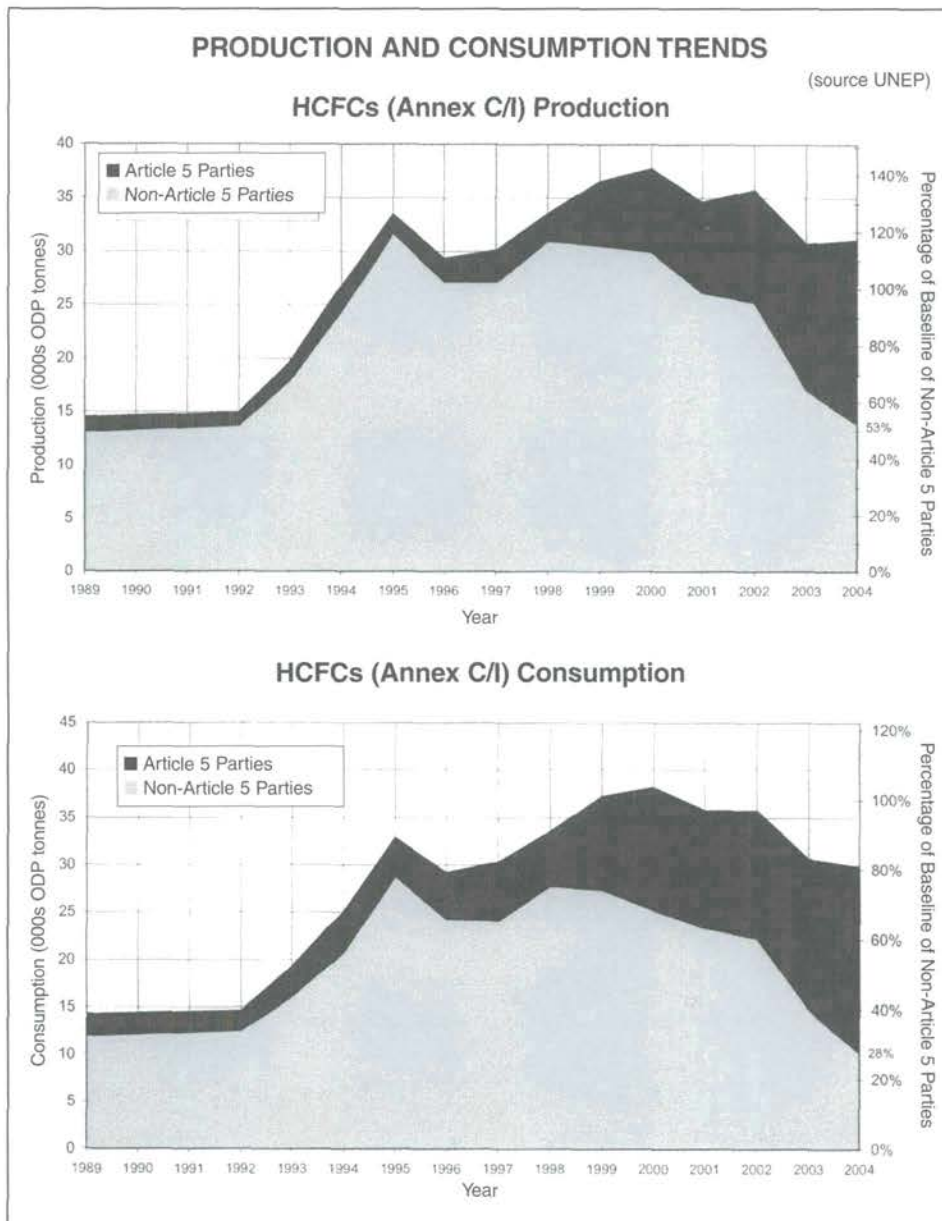 PRODUCTION AND CONSUMPTION TRENDS
(source UNEP)
HCFCs (Annex C/I) Production
40
35
30
25
20
15
10
5
0
Production (000s ODP tonnes)
Article 5 Parties
Non-Article 5 Parties
140%
120%
100%
80%
60%
53%
40%
20%
0%
Percentage of Baseline of Non-Article 5 Parties
1989 1990 1991 1992 1993 1994 1995 1996 1997 1998 1999 2000 2001 2002 2003 2004
Year
HCFCs (Annex C/I) Consumption
45
40
35
30
25
20
15
10
5
0
Consumption (000s ODP tonnes)
Article 5 Parties
Non-Article 5 Parties
120%
100%
80%
60%
40%
28%
20%
0%
Percentage of Baseline of Non-Article 5 Parties
1989 1990 1991 1992 1993 1994 1995 1996 1997 1998 1999 2000 2001 2002 2003 2004
Year